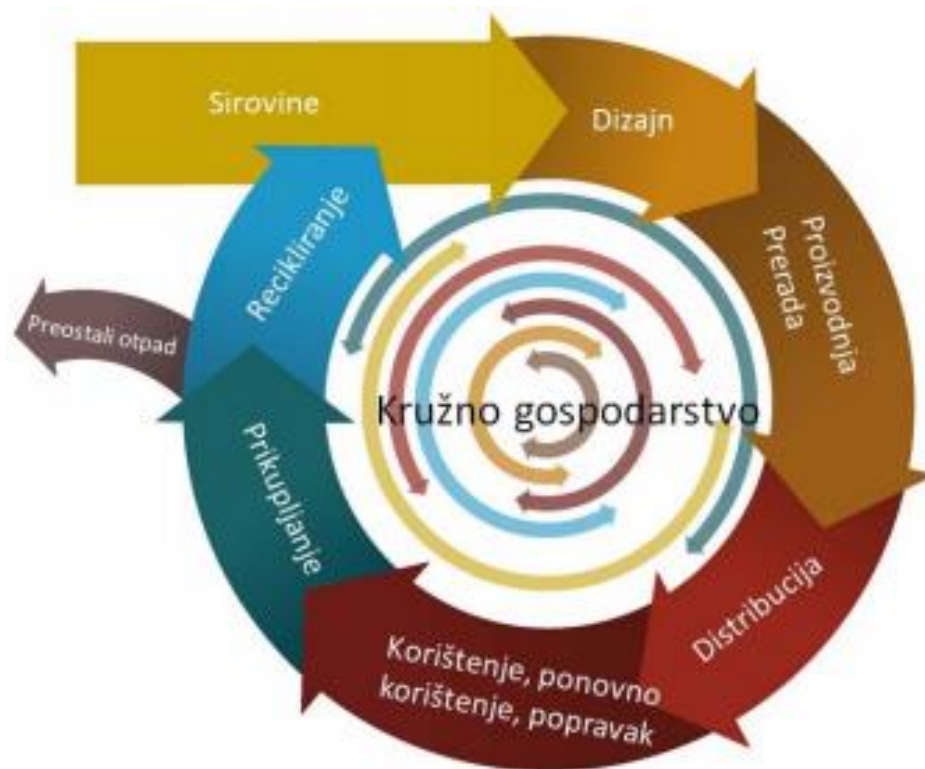 Sirovine
Dizajn
Proizvodnja
Prerada
Distribucija
Korištenje, ponovno
korištenje, popravak
Prikupljanje
Preostali otpad
Recikliranje
Kružno gospodarstvo